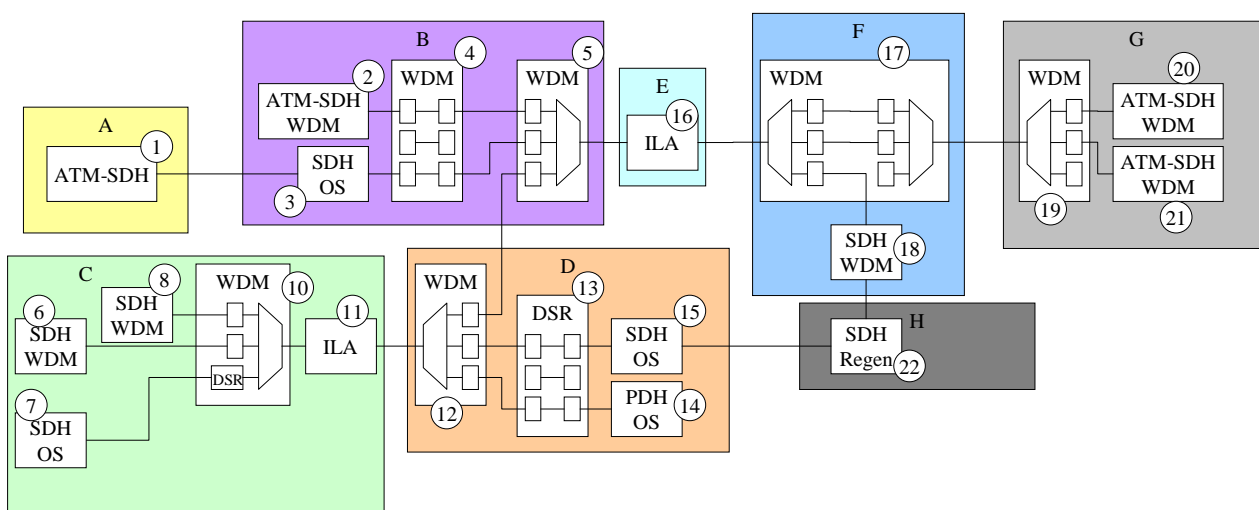 A
1
ATM-SDH
B
2
ATM-SDH
WDM
3
SDH
OS
4
WDM
5
WDM
C
6
SDH
WDM
7
SDH
OS
8
SDH
WDM
WDM
10
DSR
11
ILA
D
WDM
12
13
DSR
15
SDH
OS
14
PDH
OS
E
16
ILA
F
17
WDM
18
SDH
WDM
G
WDM
19
20
ATM-SDH
WDM
ATM-SDH
WDM
21
H
SDH
Regen
22